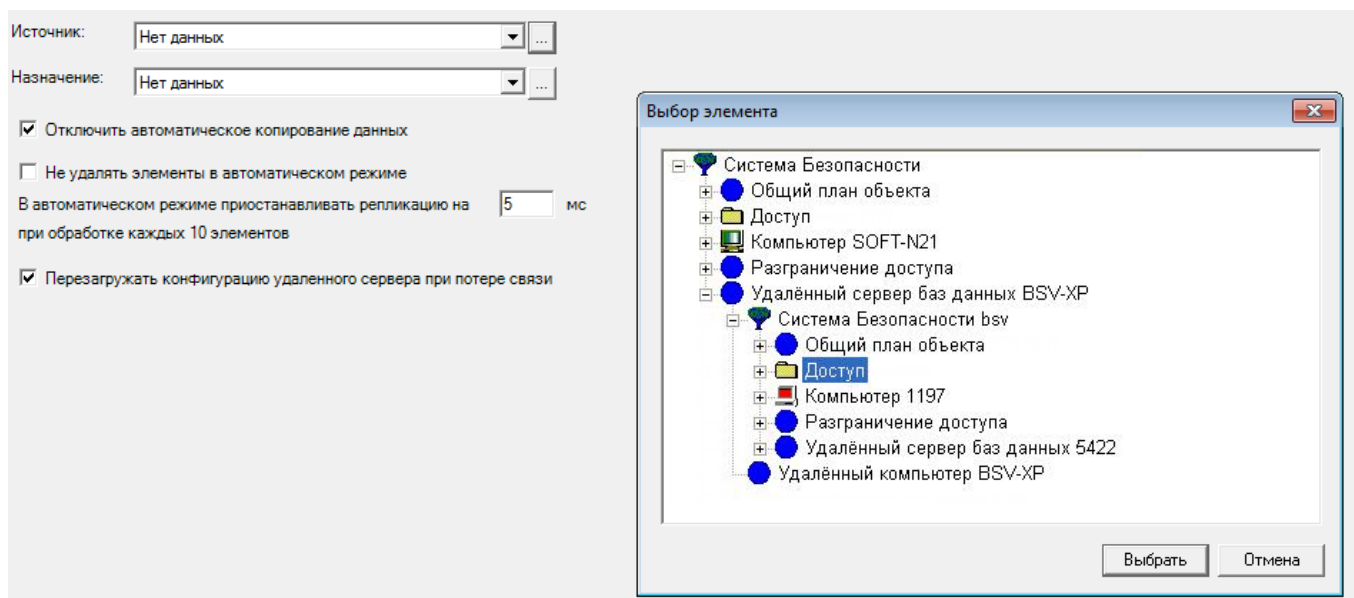 Источник:
Нет данных
...
Назначение:
Нет данных
...
Отключить автоматическое копирование данных
Не удалять элементы в автоматическом режиме
В автоматическом режиме приостанавливать репликацию на 5 мс
при обработке каждых 10 элементов
Перезагружать конфигурацию удаленного сервера при потере связи
Выбор элемента
Система Безопасности
Общий план объекта
Доступ
Компьютер SOFT-N21
Разграничение доступа
Удалённый сервер баз данных BSV-XP
Система Безопасности bsv
Общий план объекта
Доступ
Компьютер 1197
Разграничение доступа
Удалённый сервер баз данных 5422
Удалённый компьютер BSV-XP
Выбрать
Отмена